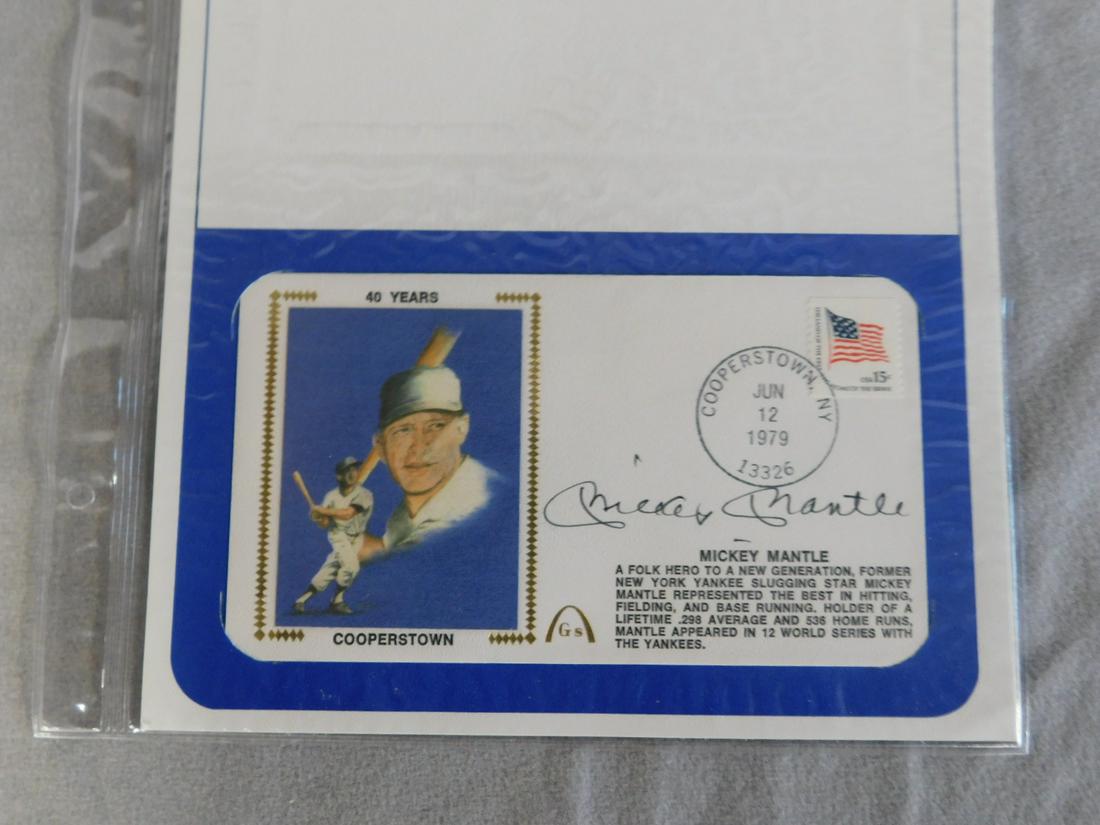 40 YEARS
COOPERSTOWN
COOPERSTOWN, NY
JUN
12
1979
13326
USA 15c
Mickey Mantle
MICKEY MANTLE
A FOLK HERO TO A NEW GENERATION, FORMER
NEW YORK YANKEE SLUGGING STAR MICKEY
MANTLE REPRESENTED THE BEST IN HITTING,
FIELDING, AND BASE RUNNING. HOLDER OF A
LIFETIME .298 AVERAGE AND 536 HOME RUNS,
MANTLE APPEARED IN 12 WORLD SERIES WITH
THE YANKEES.
Gs